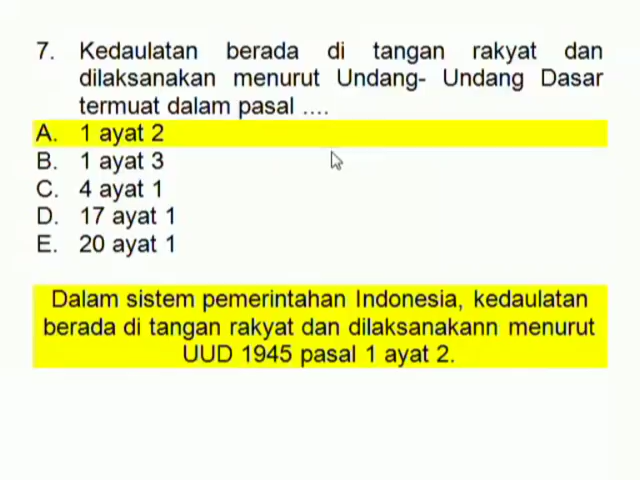 7. Kedaulatan berada di tangan rakyat dan
dilaksanakan menurut Undang- Undang Dasar
termuat dalam pasal ....
A. 1 ayat 2
B. 1 ayat 3
C. 4 ayat 1
D. 17 ayat 1
E. 20 ayat 1
Dalam sistem pemerintahan Indonesia, kedaulatan
berada di tangan rakyat dan dilaksanakann menurut
UUD 1945 pasal 1 ayat 2.